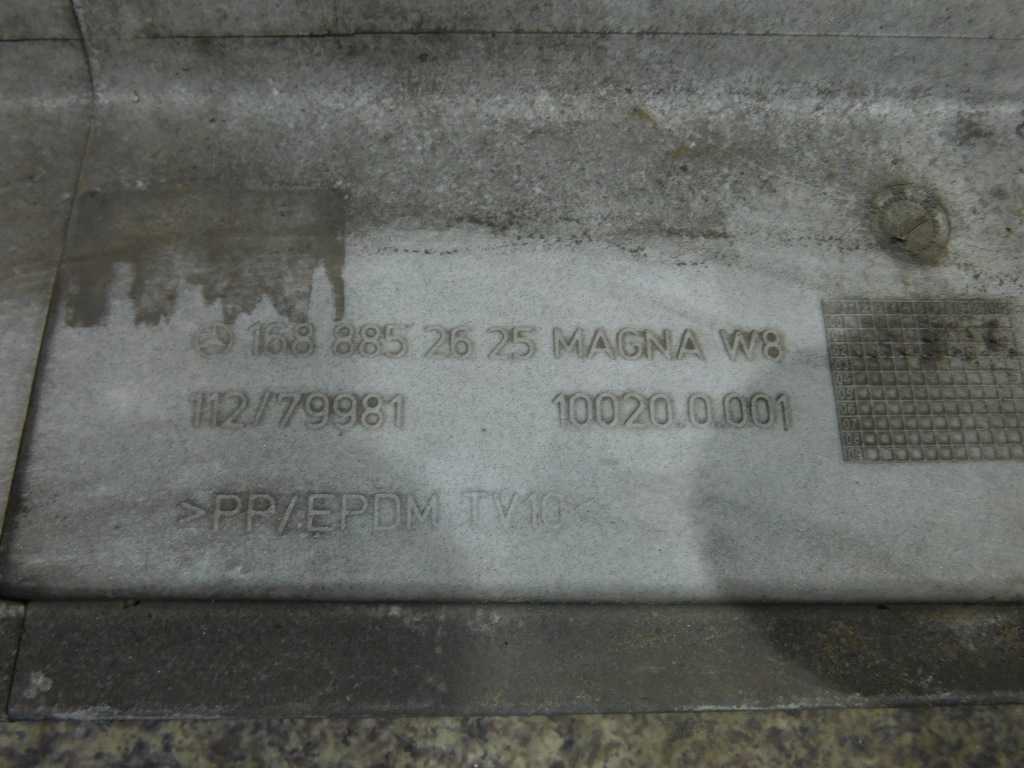 168 885 26 25 MAGNA W8
112/79981 10020.0.001
>PP/EPDM TV10<